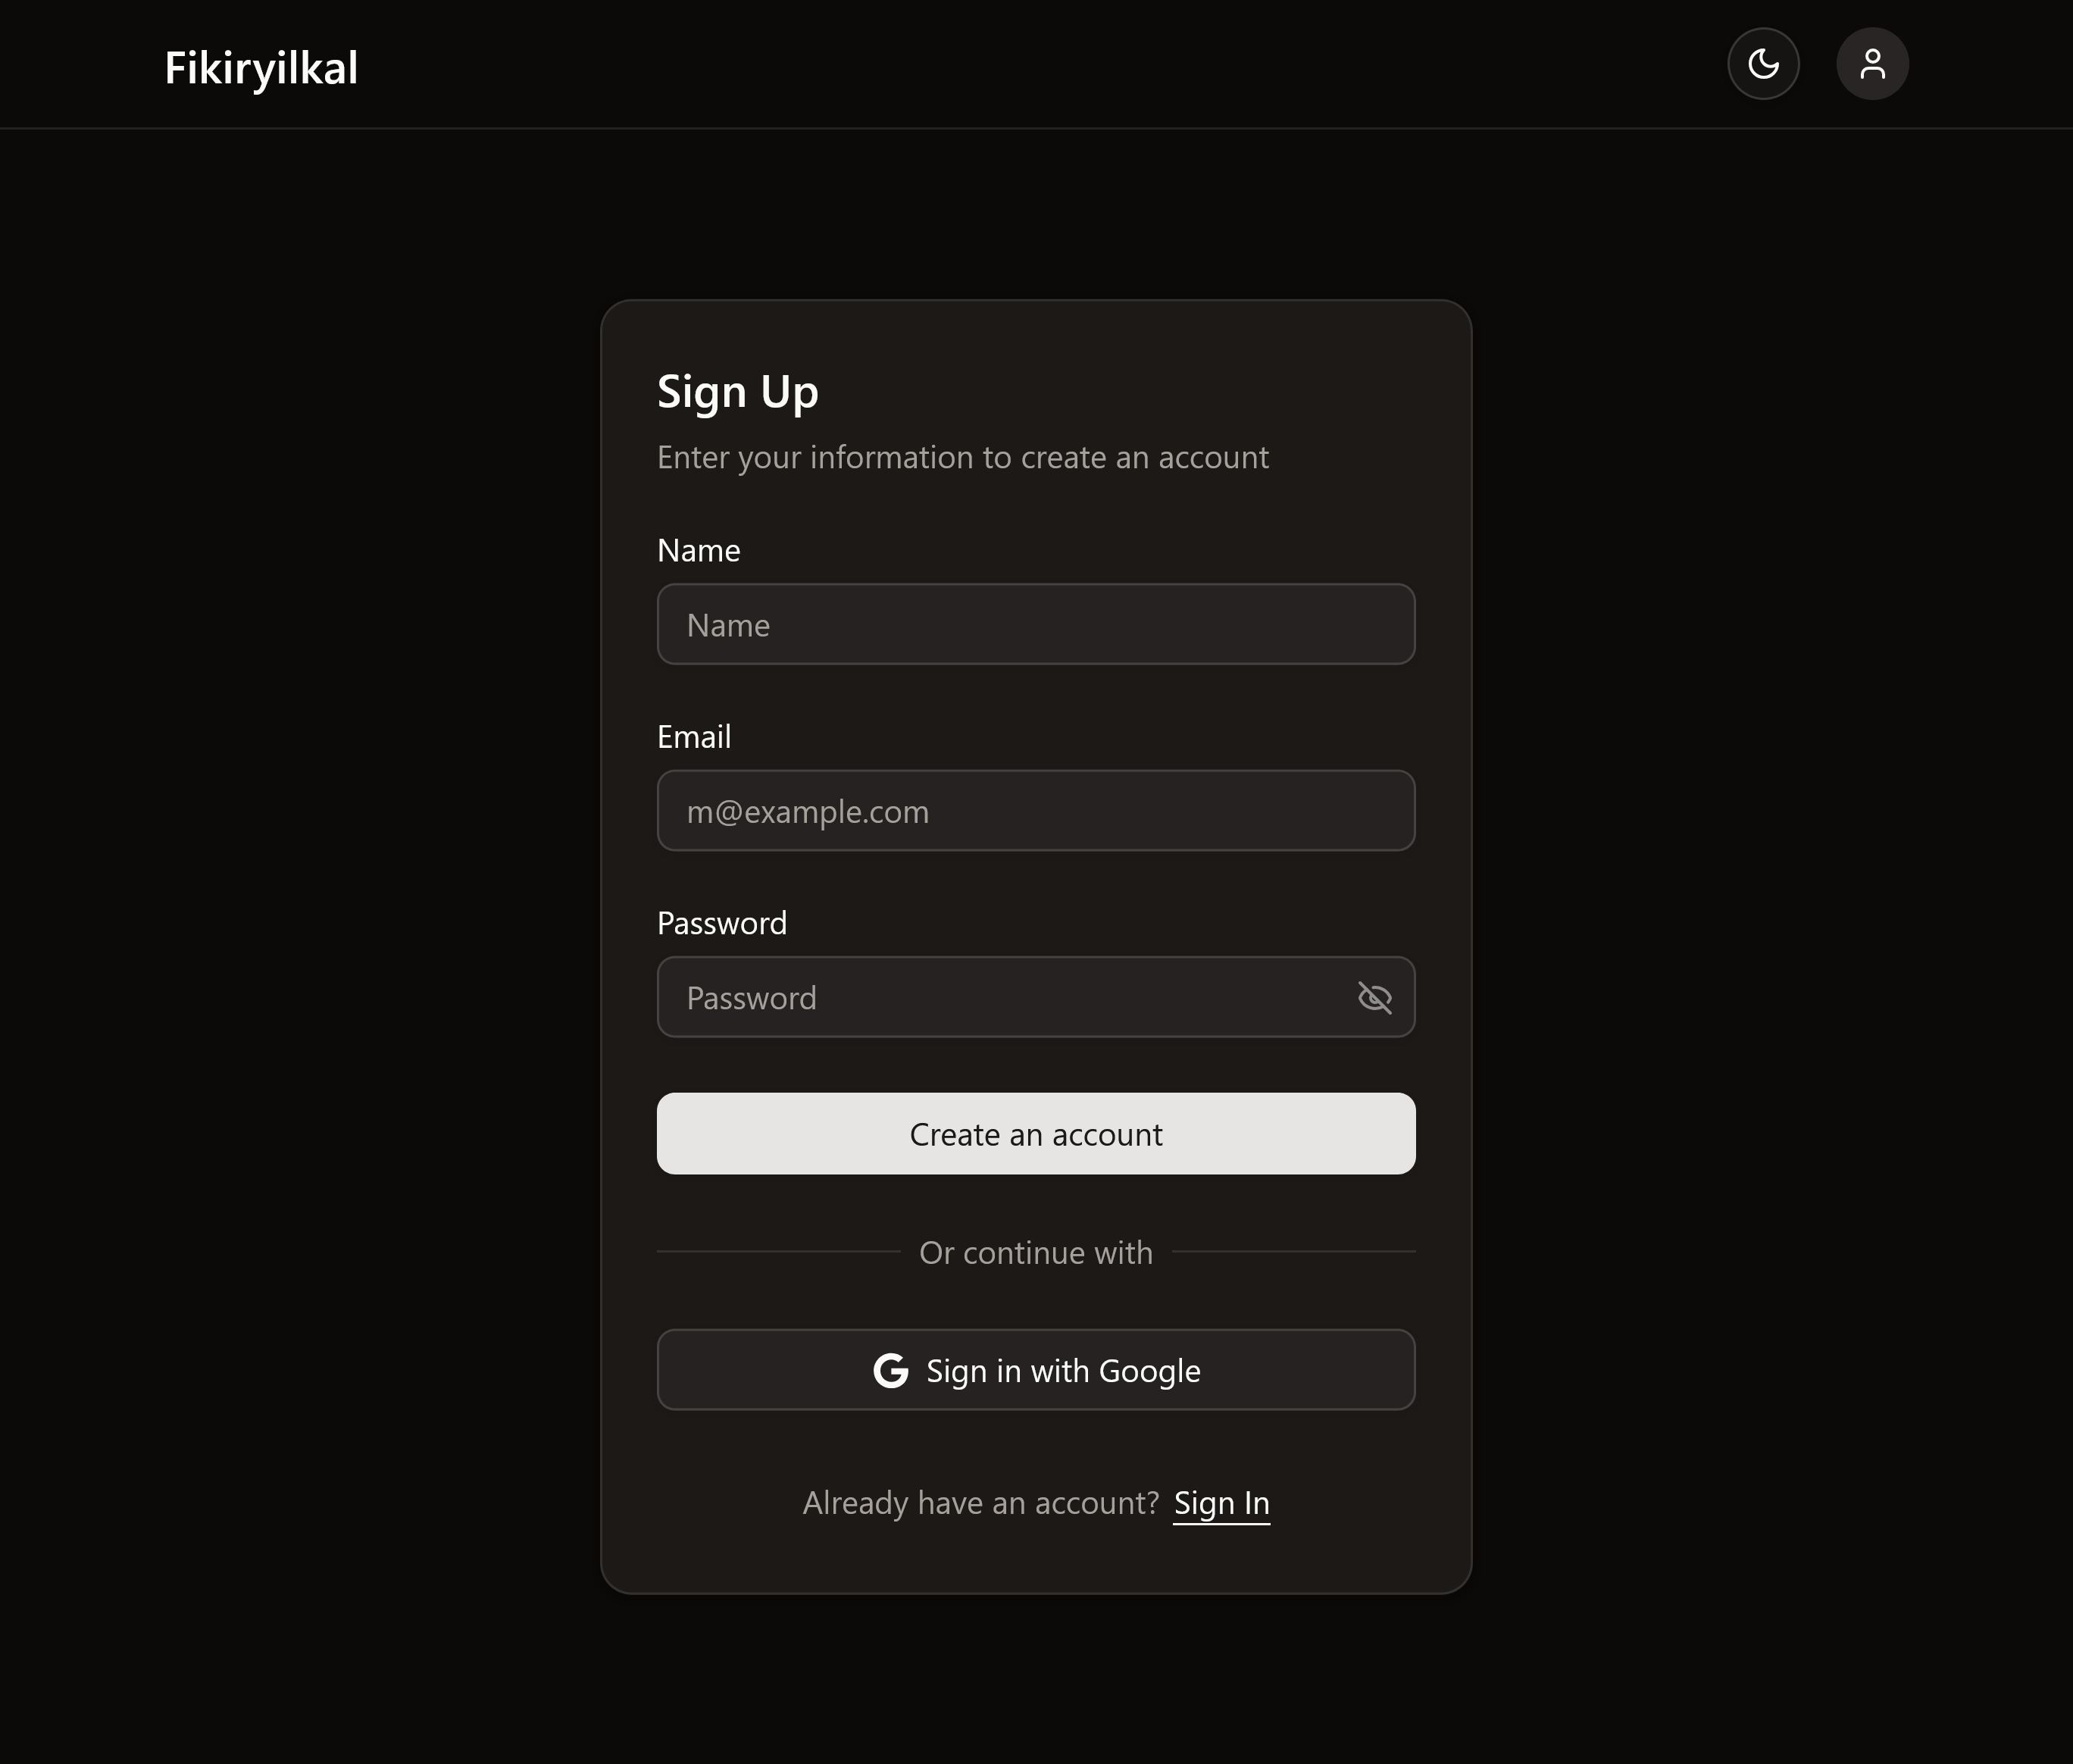 Fikiryilkal
Sign Up
Enter your information to create an account
Name
Name
Email
m@example.com
Password
Password
Create an account
Or continue with
Sign in with Google
Already have an account? Sign In